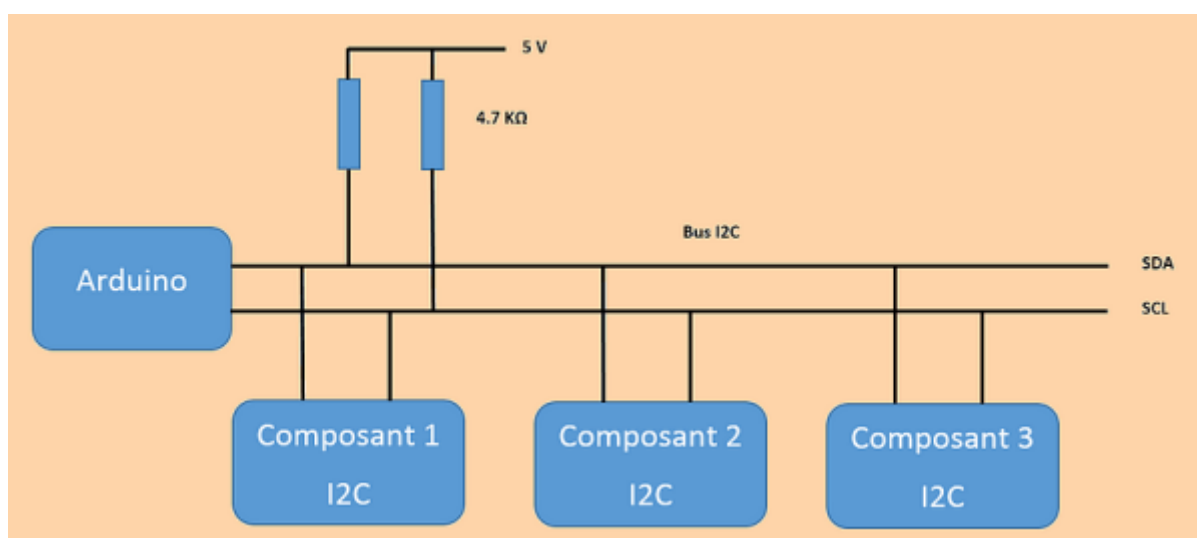 5 V
4.7 KΩ
Bus I2C
Arduino
SDA
SCL
Composant 1
I2C
Composant 2
I2C
Composant 3
I2C